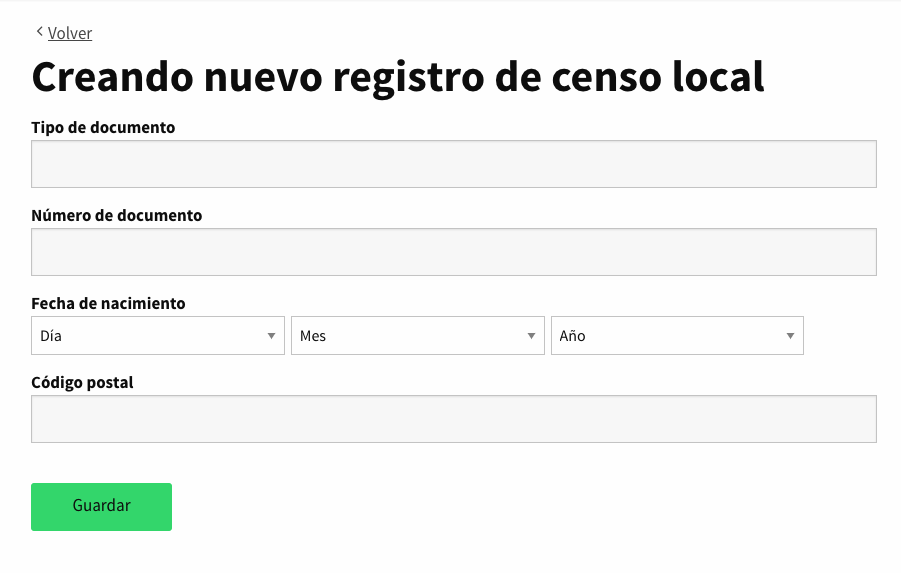 Volver
Creando nuevo registro de censo local
Tipo de documento
Número de documento
Fecha de nacimiento
Día Mes Año
Código postal
Guardar